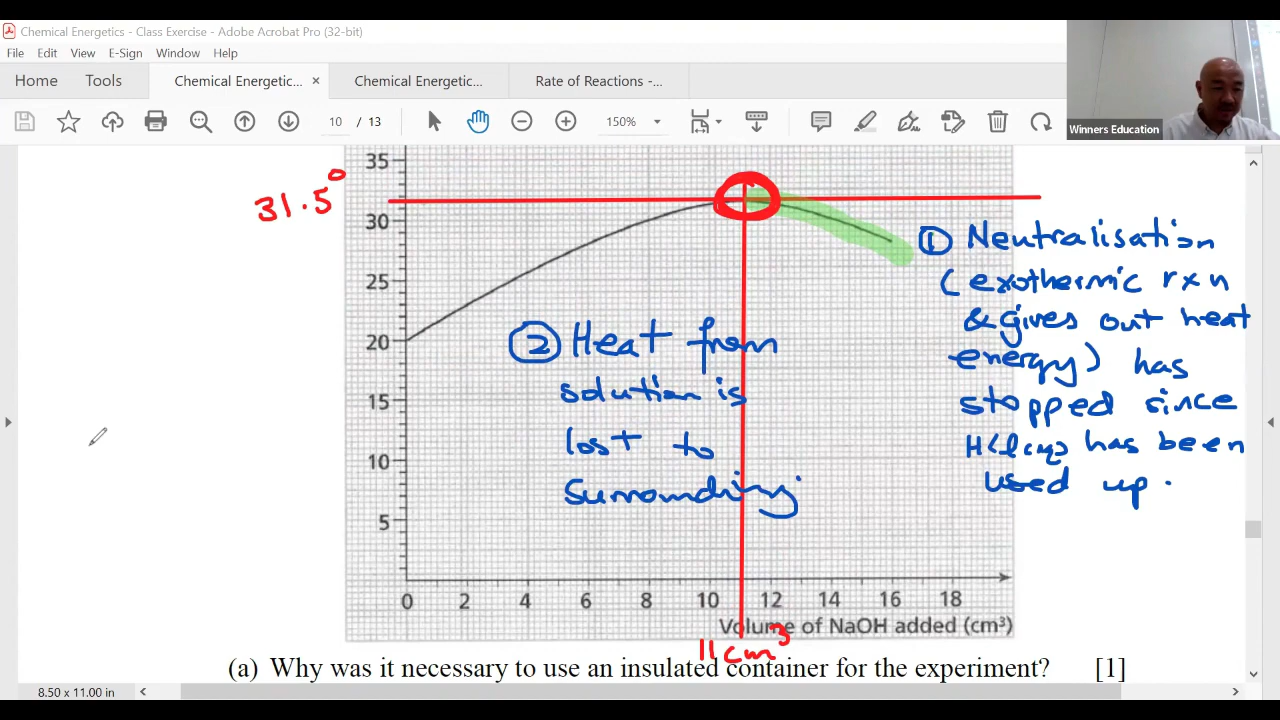 Chemical Energetics - Class Exercise - Adobe Acrobat Pro (32-bit)
File Edit View E-Sign Window Help
Home Tools Chemical Energetic... × Chemical Energetic... Rate of Reactions -...
10 / 13 150%
Winners Education
35
31.5°
30
25
20
15
10
5
0 2 4 6 8 10 12 14 16 18
Volume of NaOH added (cm³)
11cm³
① Neutralisation
(exothermic rxn
& gives out heat
energy) has
stopped since
HCl(aq) has been
used up.
② Heat from
solution is
lost to
surrounding
(a) Why was it necessary to use an insulated container for the experiment? [1]
8.50 x 11.00 in